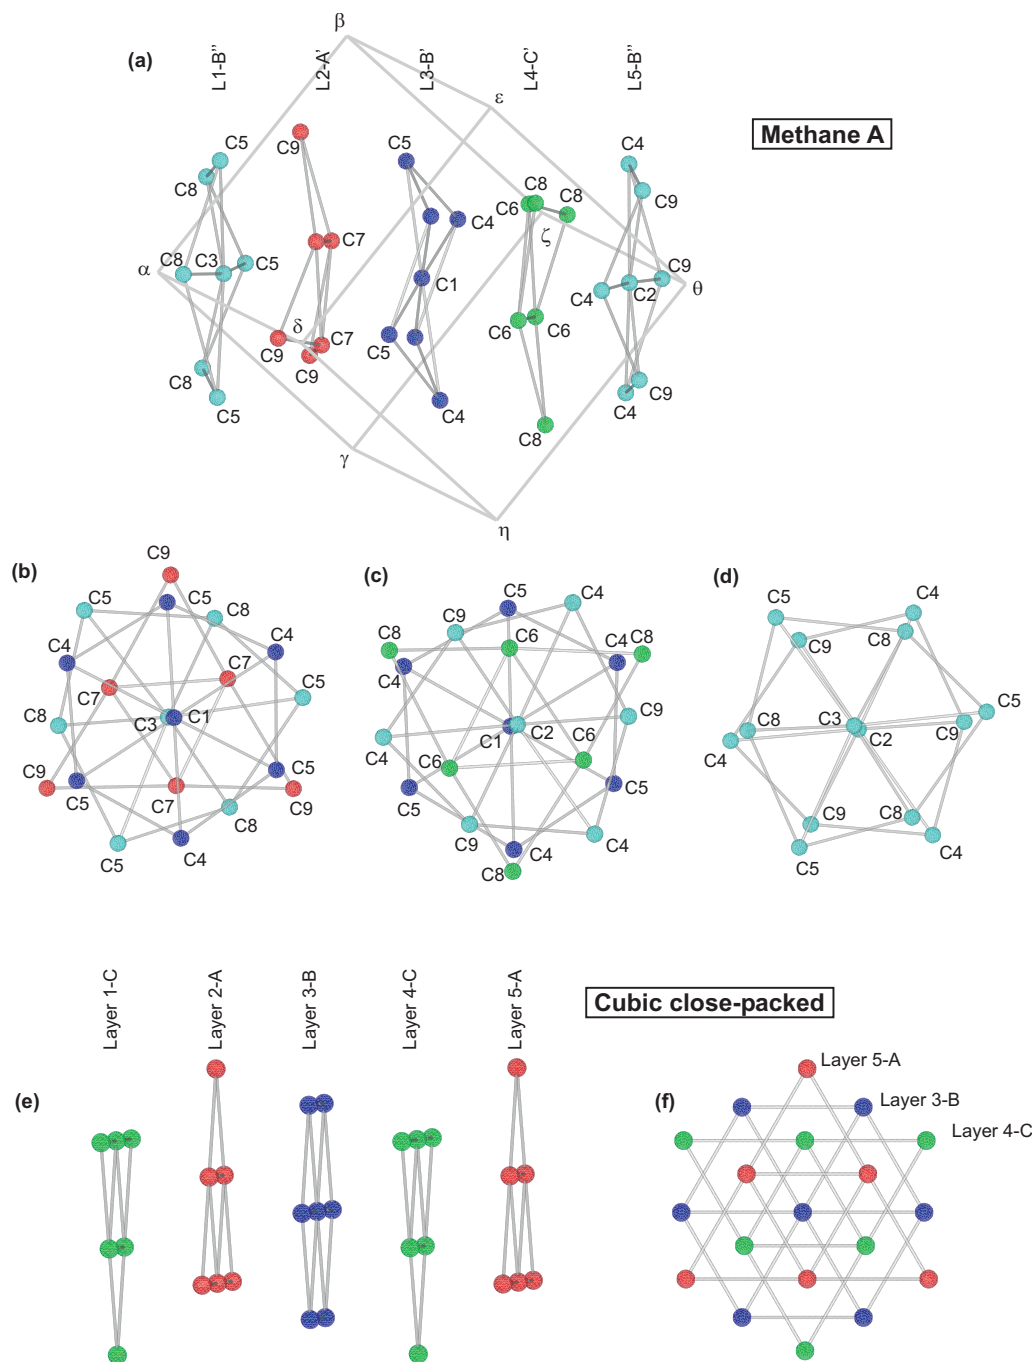 β
(a)
L1-B"
L2-A'
L3-B'
L4-C'
L5-B"
ε
Methane A
C9
C5
C5
C4
C8
C8 C8
C6
C9
C4
C7
ζ
α
C8 C3 C5
C1
C4 C2 C9
θ
δ
C9
C7
C9
C5
C6
C6
C8
C5
C4
C8
C4
C9
γ
η
(b)
C9
C5
C5
C8
C4
C4
C7
C7
C5
C8
C3
C1
C9
C5
C7
C5
C9
C8
C5
C4
(c)
C5
C4
C9
C8
C6
C4
C8
C4
C9
C1
C2
C4
C6
C6
C5
C5
C9
C4
C4
C8
(d)
C5
C4
C9
C8
C5
C8
C3
C9
C4
C2
C9
C8
C5
C4
Layer 1-C
Layer 2-A
Layer 3-B
Layer 4-C
Layer 5-A
Cubic close-packed
(e)
(f)
Layer 5-A
Layer 3-B
Layer 4-C